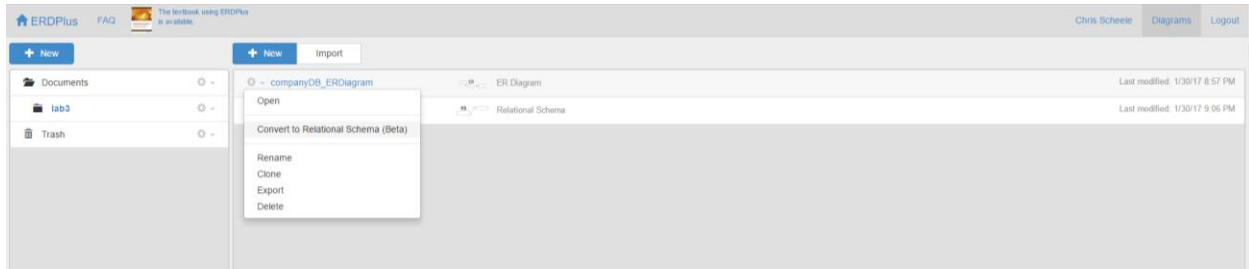 ERDPlus FAQ The textbook using ERDPlus is available. Chris Scheele Diagrams Logout
New
New Import
Documents
lab3
Trash
companyDB_ERDiagram ER Diagram Last modified: 1/30/17 8:57 PM
Relational Schema Last modified: 1/30/17 9:06 PM
Open
Convert to Relational Schema (Beta)
Rename
Clone
Export
Delete